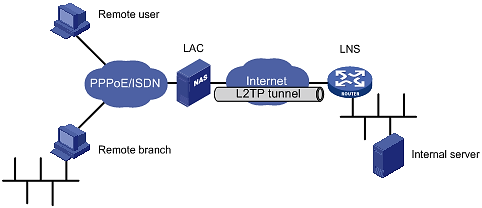 Remote user
LAC
LNS
PPPoE/ISDN
NAS
Internet
L2TP tunnel
ROUTER
Remote branch
Internal server